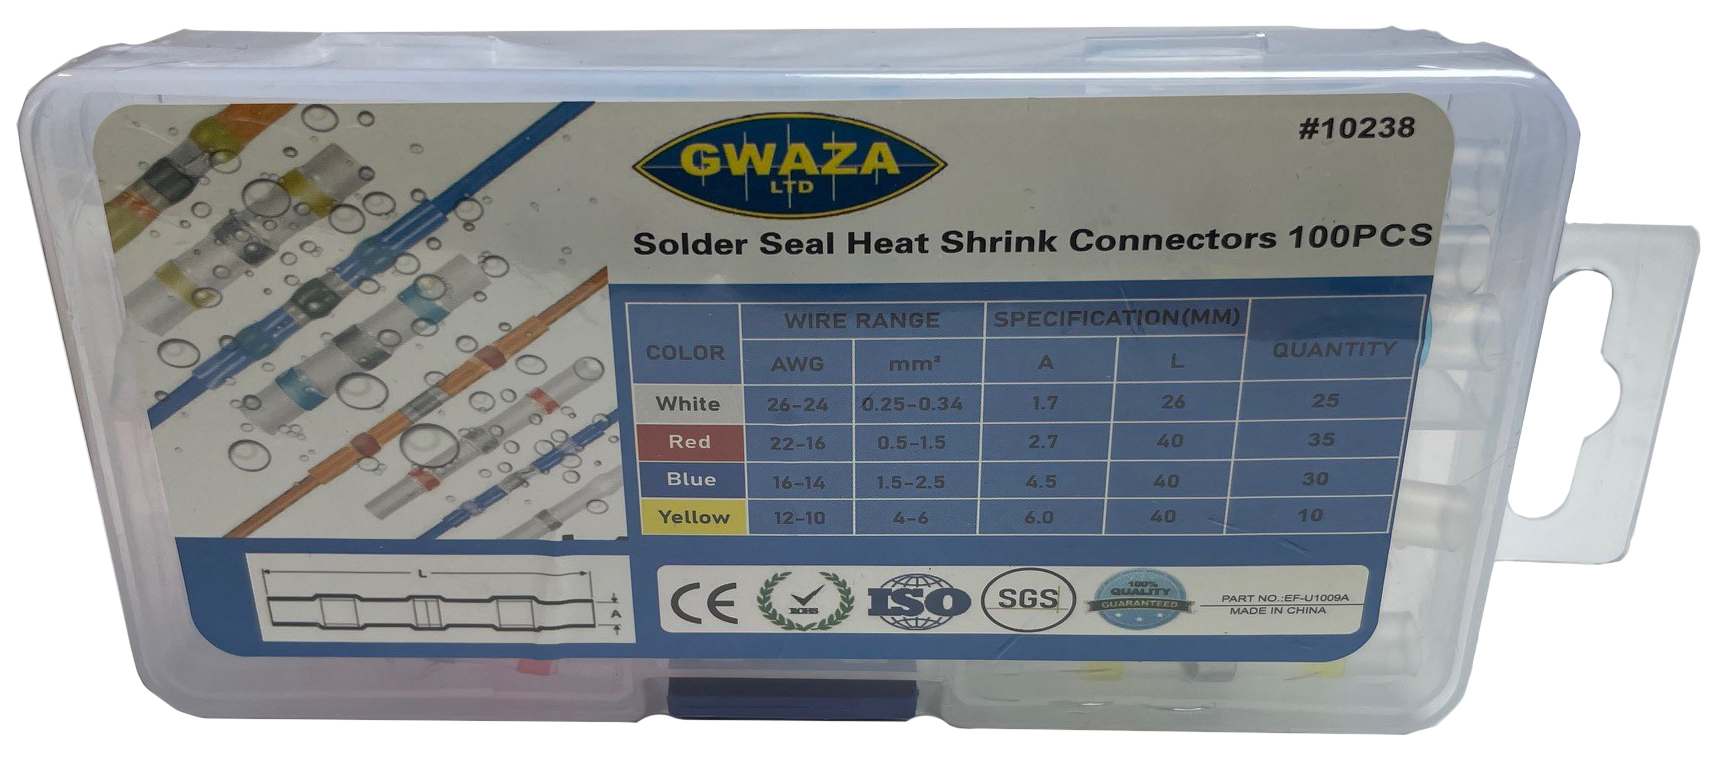 #10238
GWAZA
LTD
Solder Seal Heat Shrink Connectors 100PCS
COLOR WIRE RANGE SPECIFICATION(MM) QUANTITY
AWG mm² A L
White 26-24 0.25-0.34 1.7 26 25
Red 22-16 0.5-1.5 2.7 40 35
Blue 16-14 1.5-2.5 4.5 40 30
Yellow 12-10 4-6 6.0 40 10
L
A
CE
ROHS
ISO
SGS
100%
QUALITY
GUARANTEED
PART NO.:EF-U1009A
MADE IN CHINA